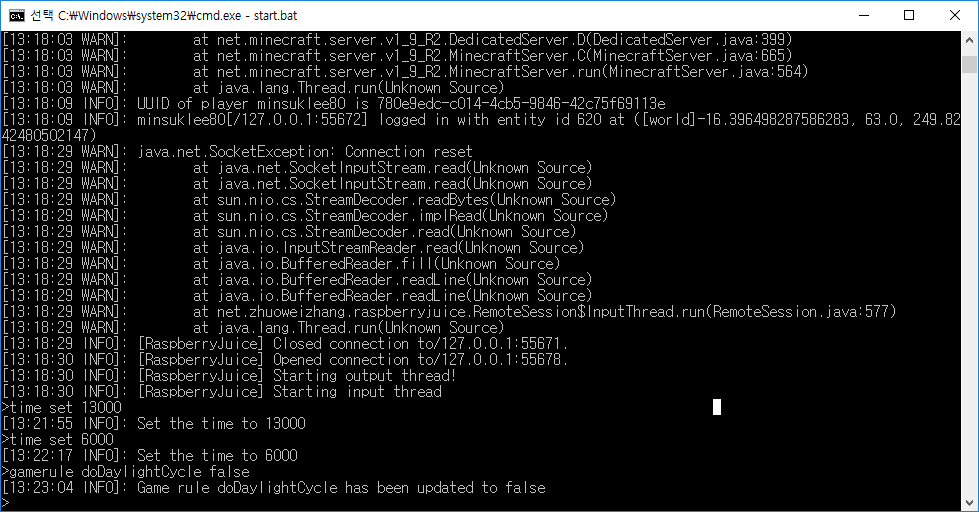 선택 C:₩Windows₩system32₩cmd.exe - start.bat
[13:18:03 WARN]:        at net.minecraft.server.v1_9_R2.DedicatedServer.D(DedicatedServer.java:399)
[13:18:03 WARN]:        at net.minecraft.server.v1_9_R2.MinecraftServer.C(MinecraftServer.java:665)
[13:18:03 WARN]:        at net.minecraft.server.v1_9_R2.MinecraftServer.run(MinecraftServer.java:564)
[13:18:03 WARN]:        at java.lang.Thread.run(Unknown Source)
[13:18:09 INFO]: UUID of player minsuklee80 is 780e9edc-c014-4cb5-9846-42c75f69113e
[13:18:09 INFO]: minsuklee80[/127.0.0.1:55672] logged in with entity id 620 at ([world]-16.396498287586283, 63.0, 249.82
42480502147)
[13:18:29 WARN]: java.net.SocketException: Connection reset
[13:18:29 WARN]:        at java.net.SocketInputStream.read(Unknown Source)
[13:18:29 WARN]:        at java.net.SocketInputStream.read(Unknown Source)
[13:18:29 WARN]:        at sun.nio.cs.StreamDecoder.readBytes(Unknown Source)
[13:18:29 WARN]:        at sun.nio.cs.StreamDecoder.implRead(Unknown Source)
[13:18:29 WARN]:        at sun.nio.cs.StreamDecoder.read(Unknown Source)
[13:18:29 WARN]:        at java.io.InputStreamReader.read(Unknown Source)
[13:18:29 WARN]:        at java.io.BufferedReader.fill(Unknown Source)
[13:18:29 WARN]:        at java.io.BufferedReader.readLine(Unknown Source)
[13:18:29 WARN]:        at java.io.BufferedReader.readLine(Unknown Source)
[13:18:29 WARN]:        at net.zhuoweizhang.raspberryjuice.RemoteSession$InputThread.run(RemoteSession.java:577)
[13:18:29 WARN]:        at java.lang.Thread.run(Unknown Source)
[13:18:29 INFO]: [RaspberryJuice] Closed connection to/127.0.0.1:55671.
[13:18:30 INFO]: [RaspberryJuice] Opened connection to/127.0.0.1:55678.
[13:18:30 INFO]: [RaspberryJuice] Starting output thread!
[13:18:30 INFO]: [RaspberryJuice] Starting input thread
>time set 13000
[13:21:55 INFO]: Set the time to 13000
>time set 6000
[13:22:17 INFO]: Set the time to 6000
>gamerule doDaylightCycle false
[13:23:04 INFO]: Game rule doDaylightCycle has been updated to false
>